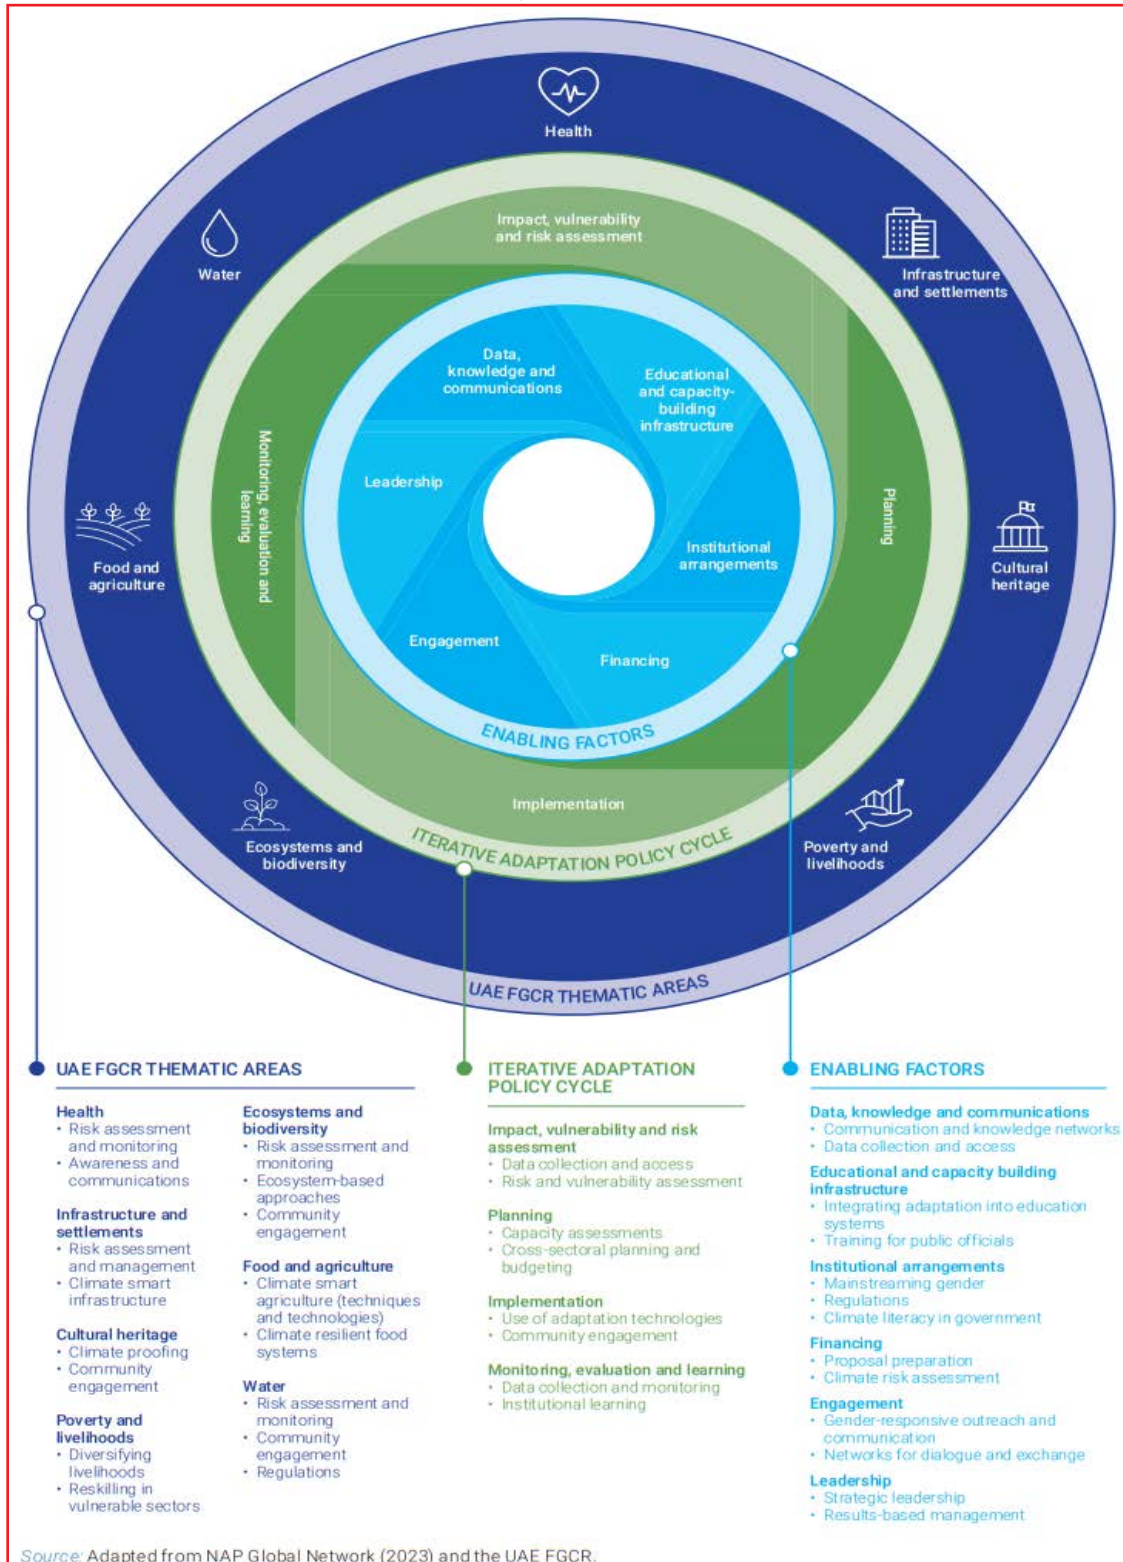 Health
Impact, vulnerability
and risk assessment
Water
Infrastructure
and settlements
Data,
knowledge and
communications
Educational
and capacity-
building
infrastructure
Leadership
Monitoring, evaluation and
learning
Planning
Institutional
arrangements
Food and
agriculture
Cultural
heritage
Engagement
Financing
ENABLING FACTORS
Implementation
ITERATIVE ADAPTATION POLICY CYCLE
Ecosystems and
biodiversity
Poverty and
livelihoods
UAE FGCR THEMATIC AREAS
UAE FGCR THEMATIC AREAS
Health
• Risk assessment
and monitoring
• Awareness and
communications
Infrastructure and
settlements
• Risk assessment
and management
• Climate smart
infrastructure
Cultural heritage
• Climate proofing
• Community
engagement
Poverty and
livelihoods
• Diversifying
livelihoods
• Reskilling in
vulnerable sectors
Ecosystems and
biodiversity
• Risk assessment and
monitoring
• Ecosystem-based
approaches
• Community
engagement
Food and agriculture
• Climate smart
agriculture (techniques
and technologies)
• Climate resilient food
systems
Water
• Risk assessment and
monitoring
• Community
engagement
• Regulations
ITERATIVE ADAPTATION
POLICY CYCLE
Impact, vulnerability and risk
assessment
• Data collection and access
• Risk and vulnerability assessment
Planning
• Capacity assessments
• Cross-sectoral planning and
budgeting
Implementation
• Use of adaptation technologies
• Community engagement
Monitoring, evaluation and learning
• Data collection and monitoring
• Institutional learning
ENABLING FACTORS
Data, knowledge and communications
• Communication and knowledge networks
• Data collection and access
Educational and capacity building
infrastructure
• Integrating adaptation into education
systems
• Training for public officials
Institutional arrangements
• Mainstreaming gender
• Regulations
• Climate literacy in government
Financing
• Proposal preparation
• Climate risk assessment
Engagement
• Gender-responsive outreach and
communication
• Networks for dialogue and exchange
Leadership
• Strategic leadership
• Results-based management
Source: Adapted from NAP Global Network (2023) and the UAE FGCR.